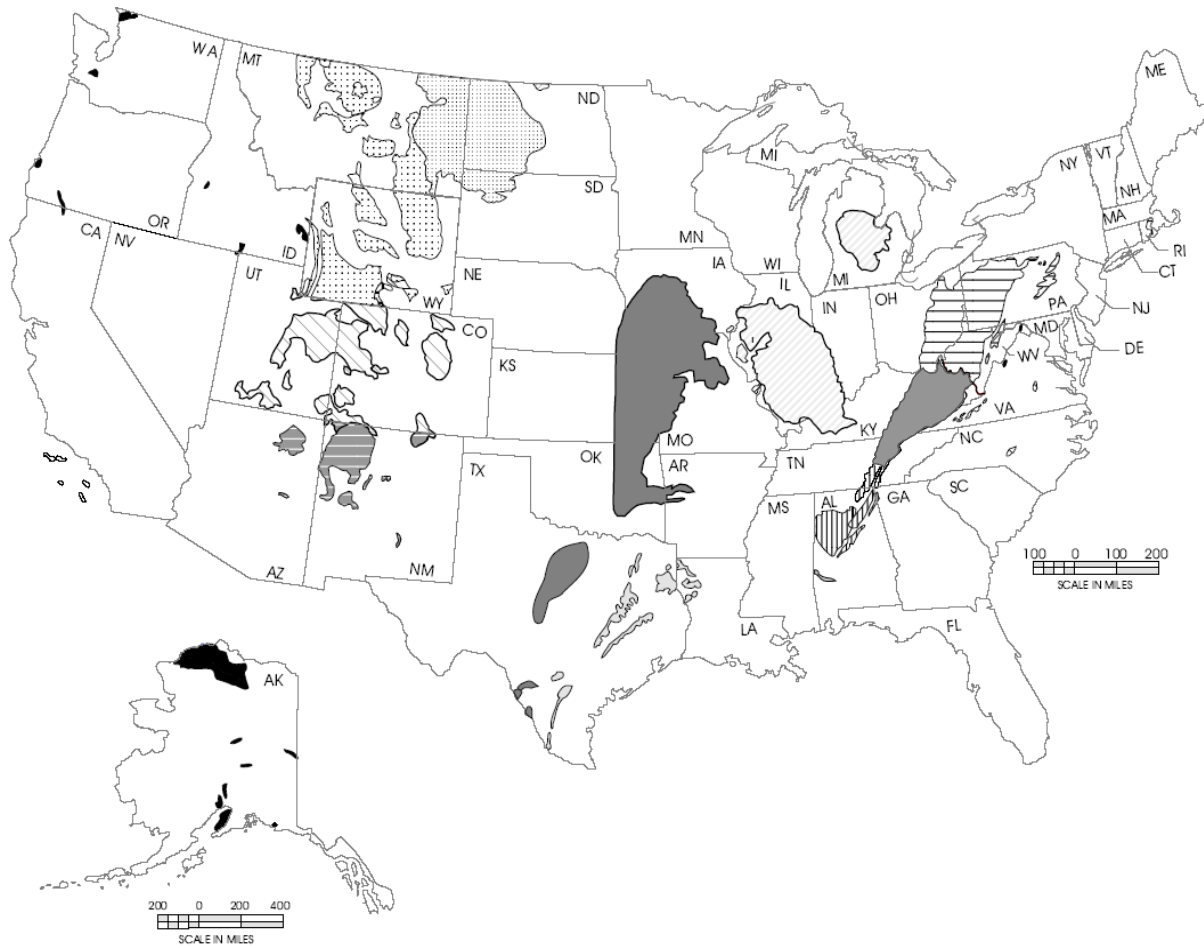 WA
MT
ND
ME
MI
NY
VT
SD
NH
OR
MA
CA
NV
ID
MN
IA
WI
MI
RI
UT
NE
IL
CT
WY
IN
OH
PA
NJ
CO
MD
DE
KS
WV
VA
MO
KY
NC
OK
TN
TX
AR
SC
MS
AL
GA
100 0 100 200
SCALE IN MILES
AZ
NM
LA
FL
AK
200 0 200 400
SCALE IN MILES